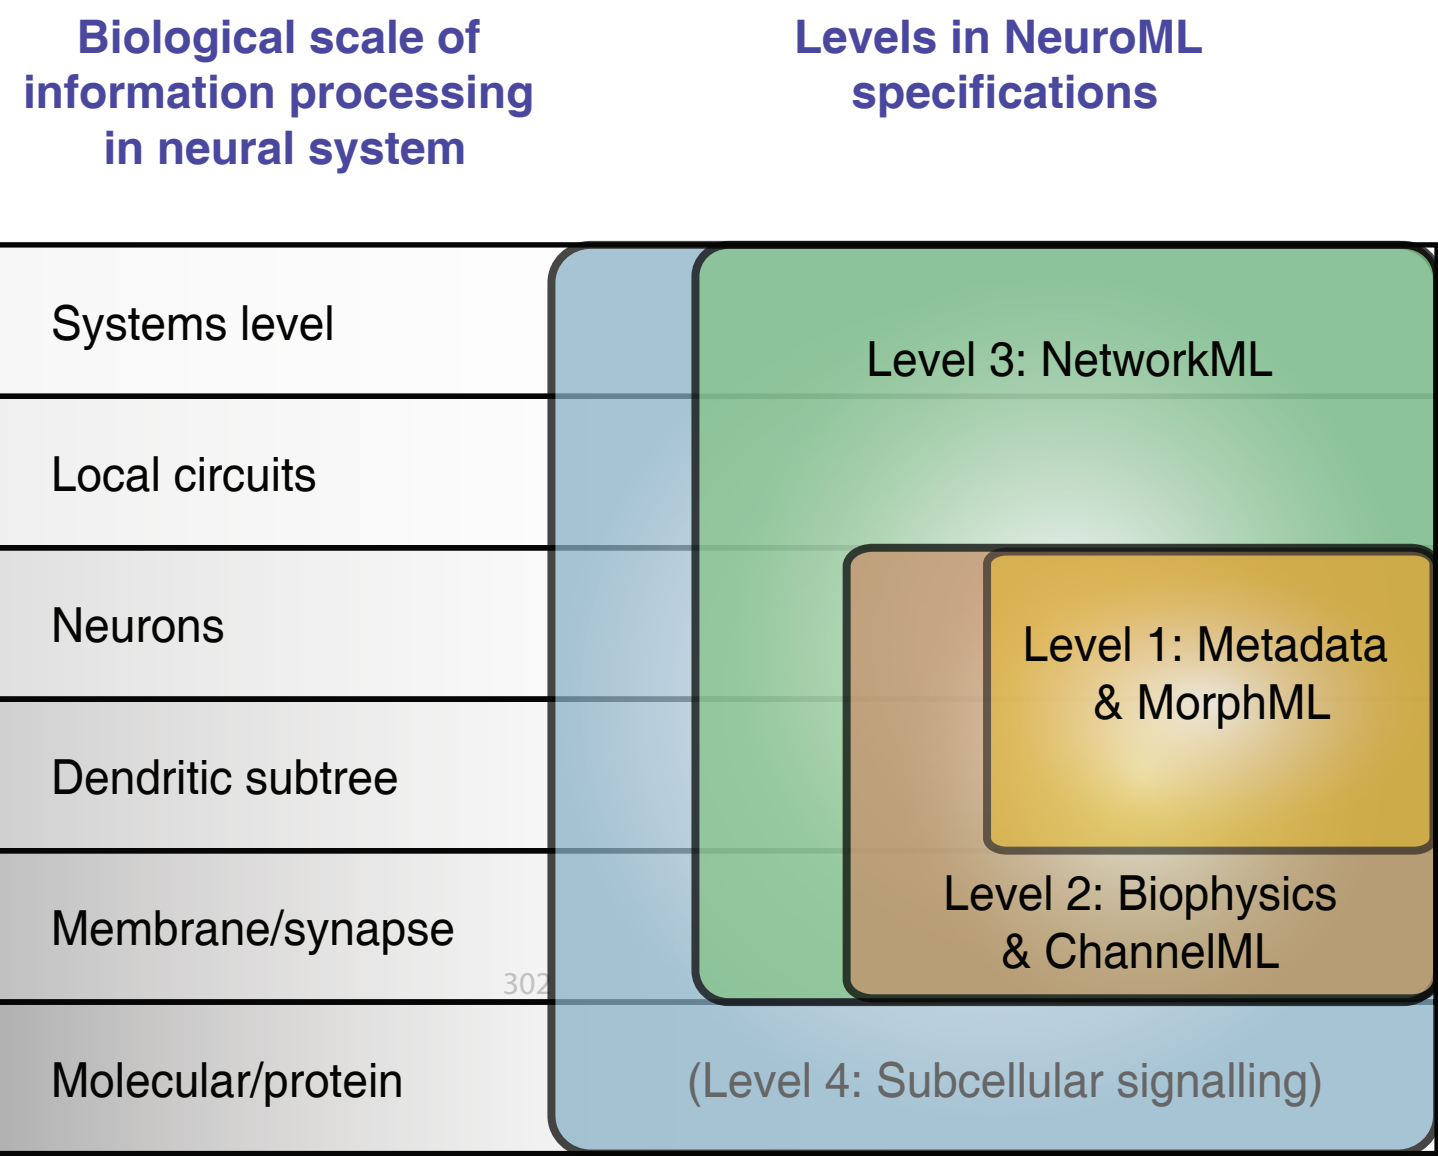 Biological scale of
information processing
in neural system
Levels in NeuroML
specifications
Systems level
Level 3: NetworkML
Local circuits
Neurons
Level 1: Metadata
& MorphML
Dendritic subtree
Level 2: Biophysics
& ChannelML
Membrane/synapse
302
Molecular/protein
(Level 4: Subcellular signalling)